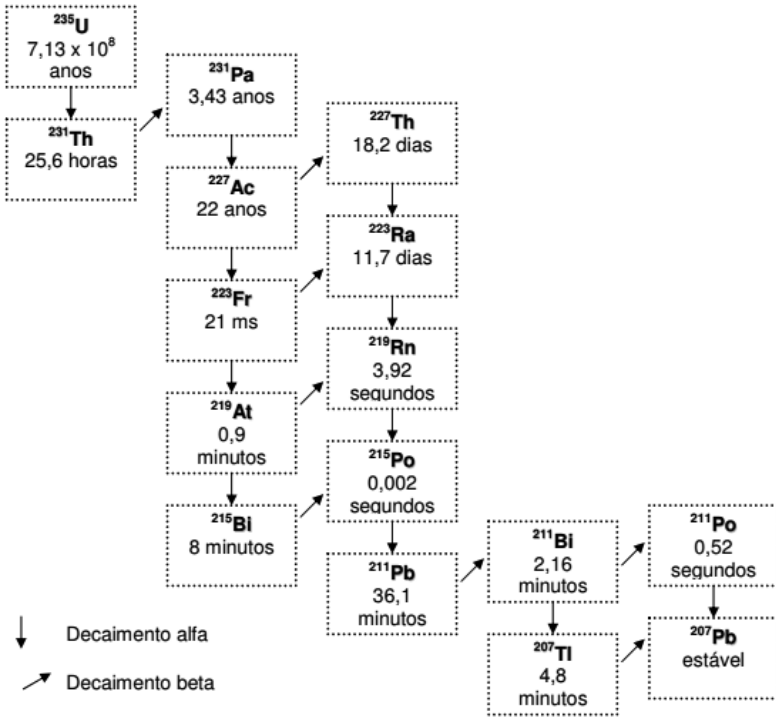 ²³⁵U
7,13 x 10⁸
anos
²³¹Th
25,6 horas
²³¹Pa
3,43 anos
²²⁷Ac
22 anos
²²³Fr
21 ms
²¹⁹At
0,9
minutos
²¹⁵Bi
8 minutos
²²⁷Th
18,2 dias
²²³Ra
11,7 dias
²¹⁹Rn
3,92
segundos
²¹⁵Po
0,002
segundos
²¹¹Pb
36,1
minutos
²¹¹Bi
2,16
minutos
²⁰⁷Tl
4,8
minutos
²¹¹Po
0,52
segundos
²⁰⁷Pb
estável
Decaimento alfa
Decaimento beta